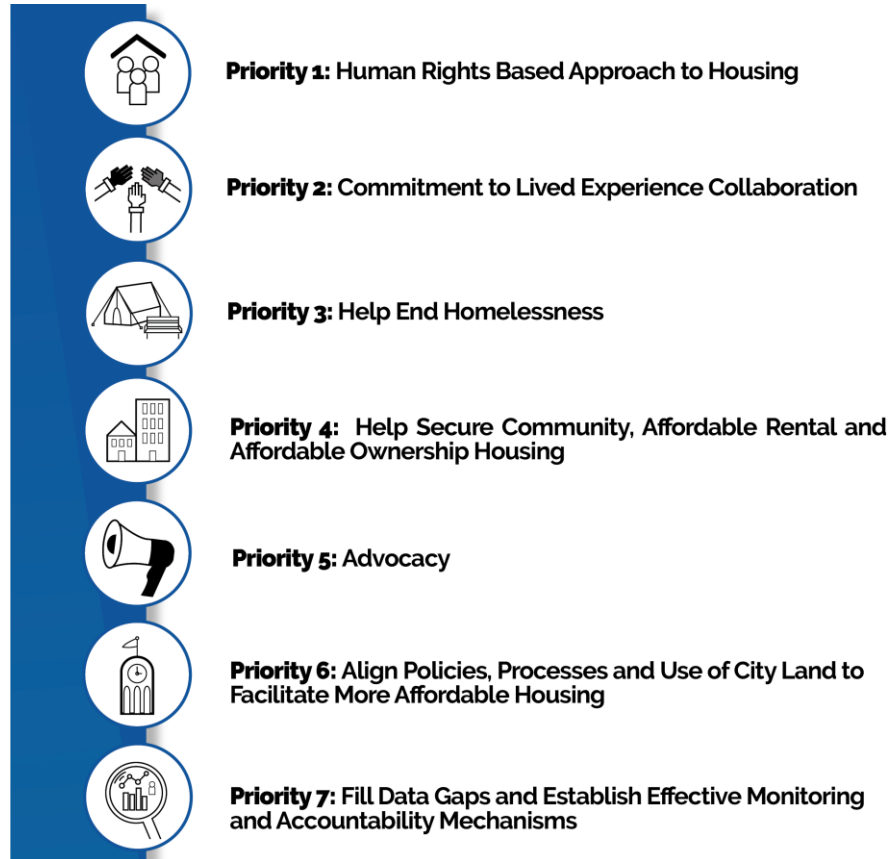 Priority 1: Human Rights Based Approach to Housing
Priority 2: Commitment to Lived Experience Collaboration
Priority 3: Help End Homelessness
Priority 4: Help Secure Community, Affordable Rental and
Affordable Ownership Housing
Priority 5: Advocacy
Priority 6: Align Policies, Processes and Use of City Land to
Facilitate More Affordable Housing
Priority 7: Fill Data Gaps and Establish Effective Monitoring
and Accountability Mechanisms